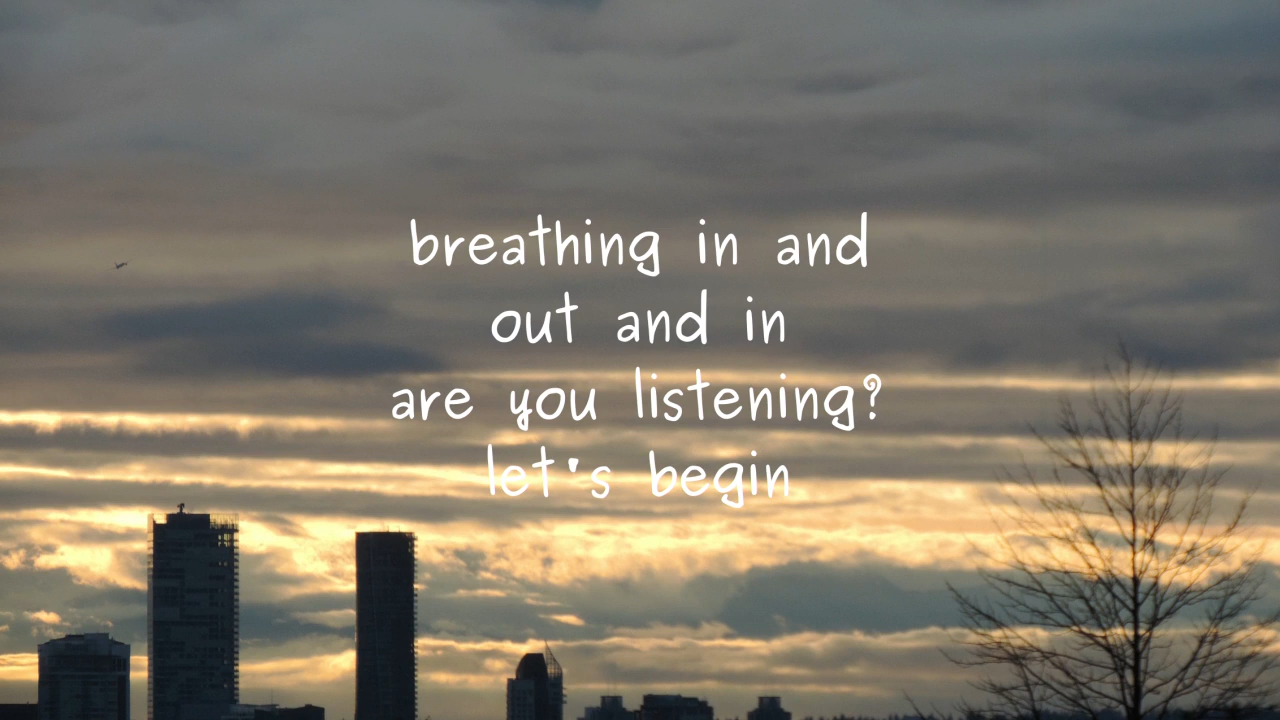 breathing in and
out and in
are you listening?
let's begin